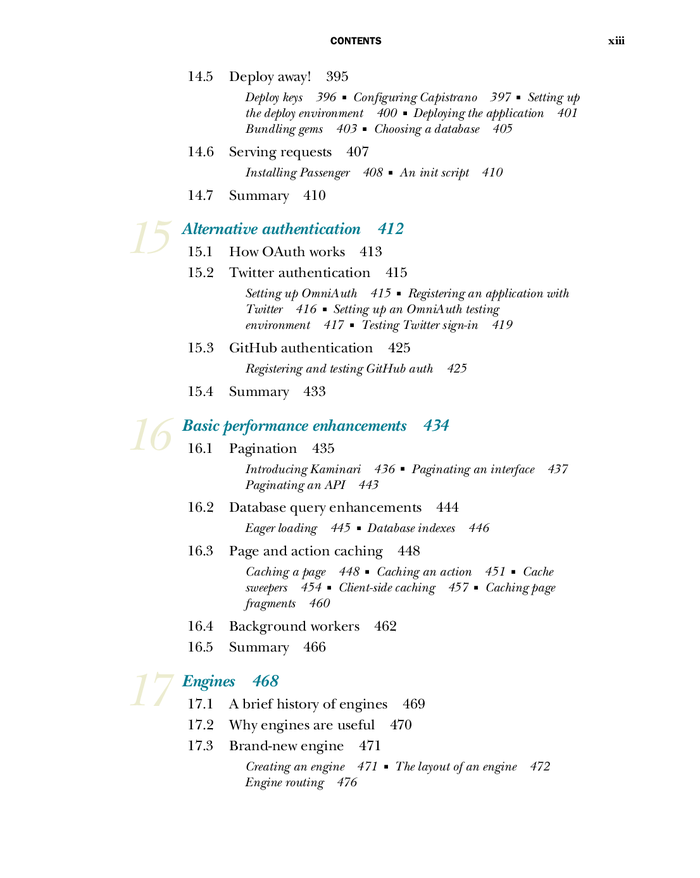 CONTENTS xiii
14.5 Deploy away! 395
Deploy keys 396 ■ Configuring Capistrano 397 ■ Setting up
the deploy environment 400 ■ Deploying the application 401
Bundling gems 403 ■ Choosing a database 405
14.6 Serving requests 407
Installing Passenger 408 ■ An init script 410
14.7 Summary 410
15 Alternative authentication 412
15.1 How OAuth works 413
15.2 Twitter authentication 415
Setting up OmniAuth 415 ■ Registering an application with
Twitter 416 ■ Setting up an OmniAuth testing
environment 417 ■ Testing Twitter sign-in 419
15.3 GitHub authentication 425
Registering and testing GitHub auth 425
15.4 Summary 433
16 Basic performance enhancements 434
16.1 Pagination 435
Introducing Kaminari 436 ■ Paginating an interface 437
Paginating an API 443
16.2 Database query enhancements 444
Eager loading 445 ■ Database indexes 446
16.3 Page and action caching 448
Caching a page 448 ■ Caching an action 451 ■ Cache
sweepers 454 ■ Client-side caching 457 ■ Caching page
fragments 460
16.4 Background workers 462
16.5 Summary 466
17 Engines 468
17.1 A brief history of engines 469
17.2 Why engines are useful 470
17.3 Brand-new engine 471
Creating an engine 471 ■ The layout of an engine 472
Engine routing 476